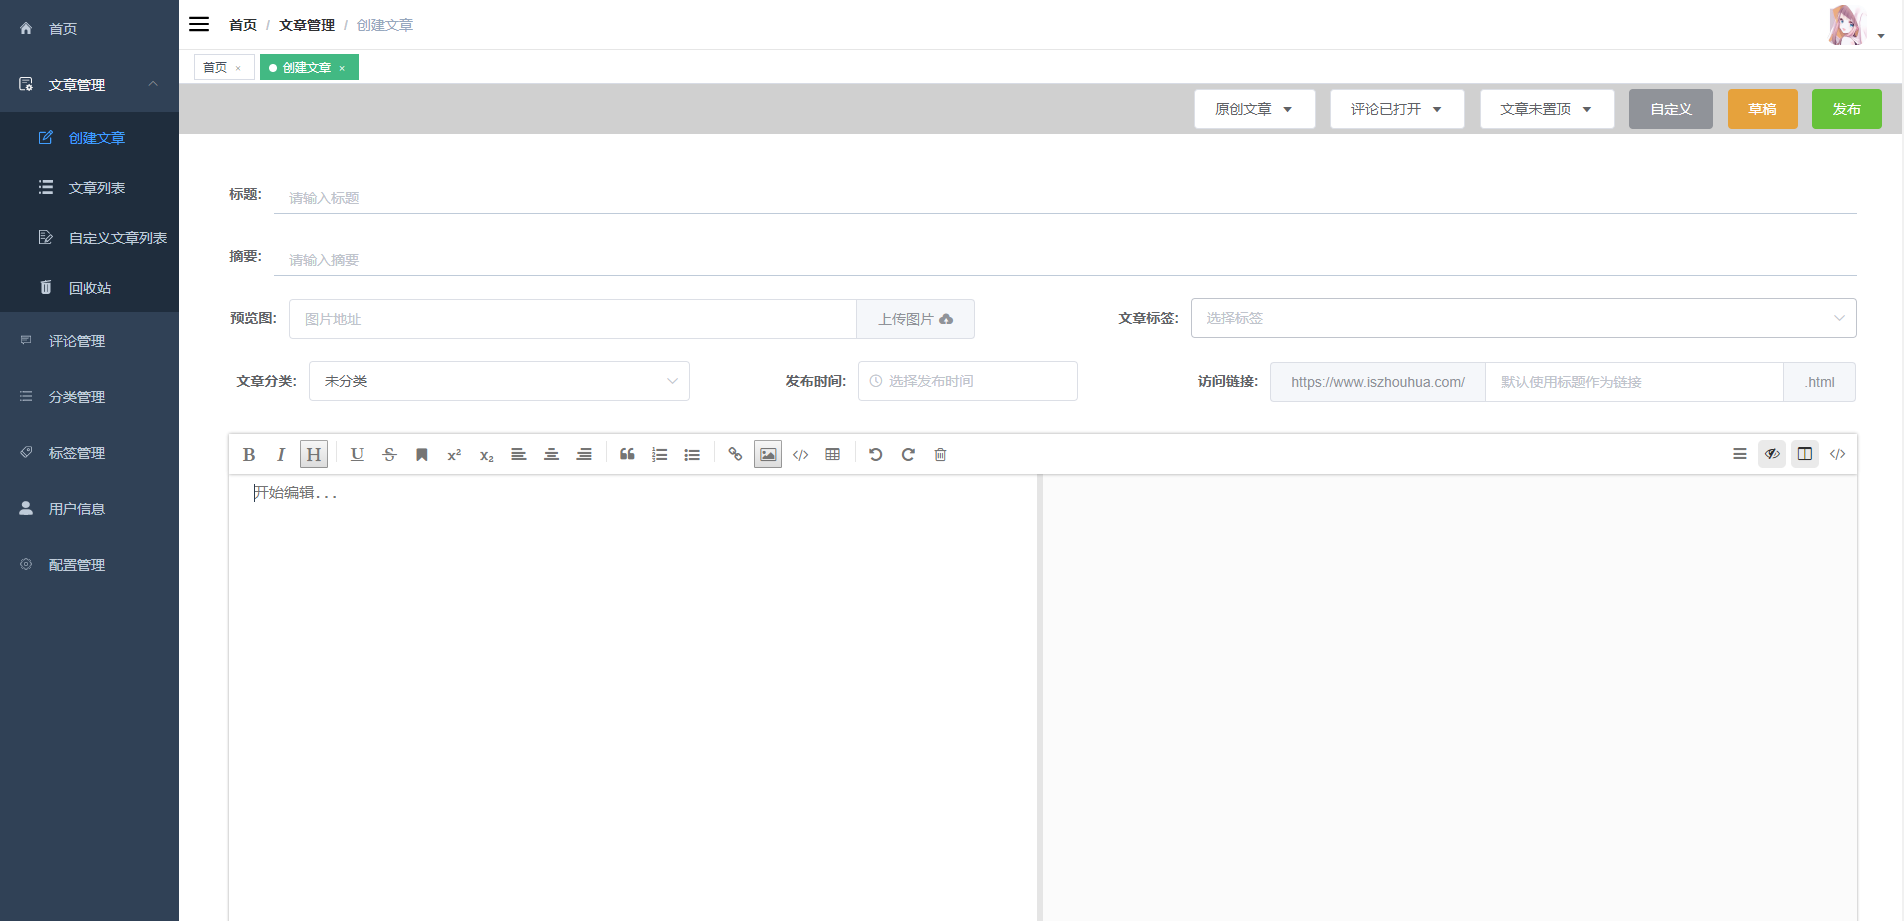 首页
文章管理
创建文章
文章列表
自定义文章列表
回收站
评论管理
分类管理
标签管理
用户信息
配置管理
首页 / 文章管理 / 创建文章
首页 × 创建文章 ×
原创文章 评论已打开 文章未置顶 自定义 草稿 发布
标题: 请输入标题
摘要: 请输入摘要
预览图: 图片地址 上传图片 文章标签: 选择标签
文章分类: 未分类 发布时间: 选择发布时间 访问链接: https://www.iszhouhua.com/ 默认使用标题作为链接 .html
B I H U S x² x₂ </> </>
开始编辑...